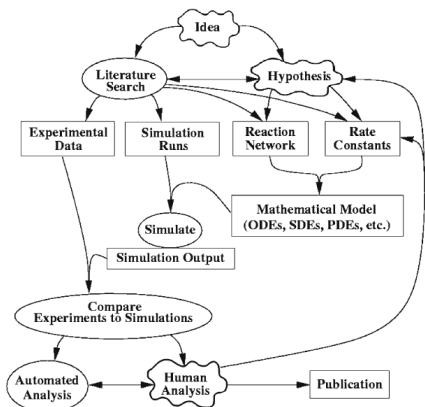 Idea
Literature
Search
Hypothesis
Experimental
Data
Simulation
Runs
Reaction
Network
Rate
Constants
Mathematical Model
(ODEs, SDEs, PDEs, etc.)
Simulate
Simulation Output
Compare
Experiments to Simulations
Automated
Analysis
Human
Analysis
Publication